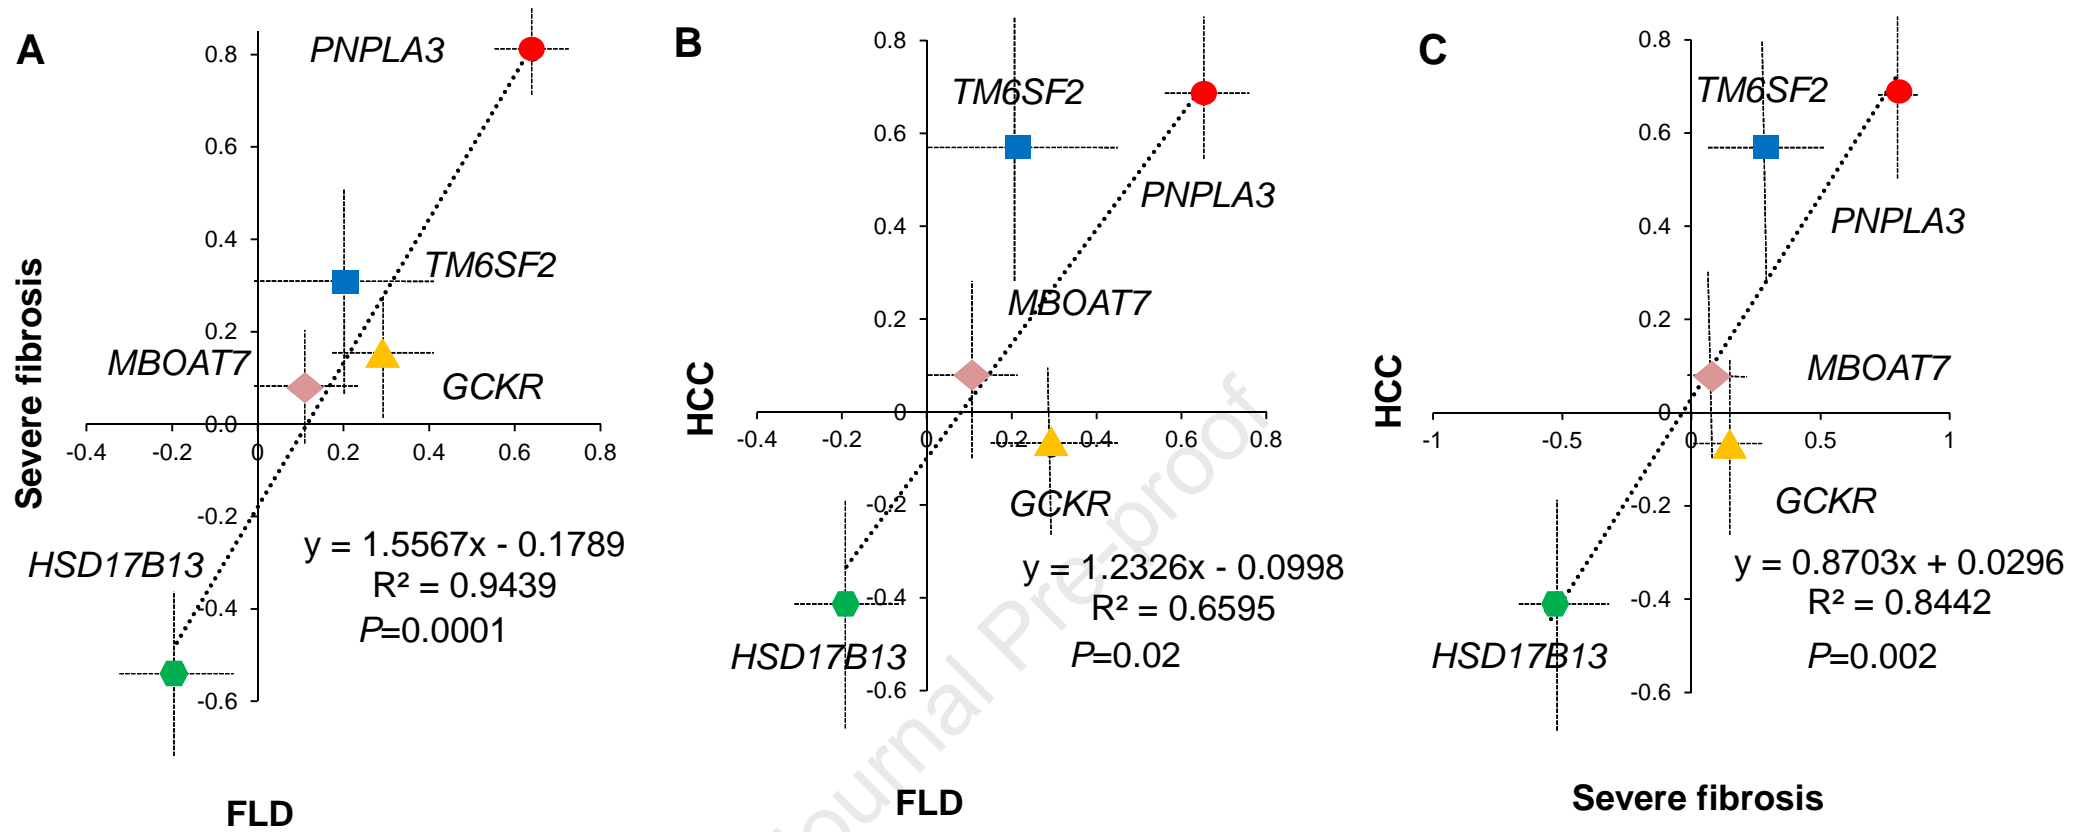 A
PNPLA3
0.8
0.6
0.4
TM6SF2
0.2
MBOAT7
GCKR
0.0
-0.4
-0.2
0
0.2
0.4
0.6
0.8
-0.2
HSD17B13
-0.4
-0.6
y = 1.5567x - 0.1789
R² = 0.9439
P=0.0001
Severe fibrosis
FLD
B
0.8
TM6SF2
0.6
PNPLA3
0.4
MBOAT7
0.2
0
-0.4
-0.2
0
0.2
0.4
0.6
0.8
GCKR
-0.2
-0.4
HSD17B13
-0.6
y = 1.2326x - 0.0998
R² = 0.6595
P=0.02
HCC
FLD
C
0.8
TM6SF2
0.6
PNPLA3
0.4
0.2
MBOAT7
0
-1
-0.5
0
0.5
1
GCKR
-0.2
-0.4
HSD17B13
-0.6
y = 0.8703x + 0.0296
R² = 0.8442
P=0.002
HCC
Severe fibrosis
Journal Pre-proof